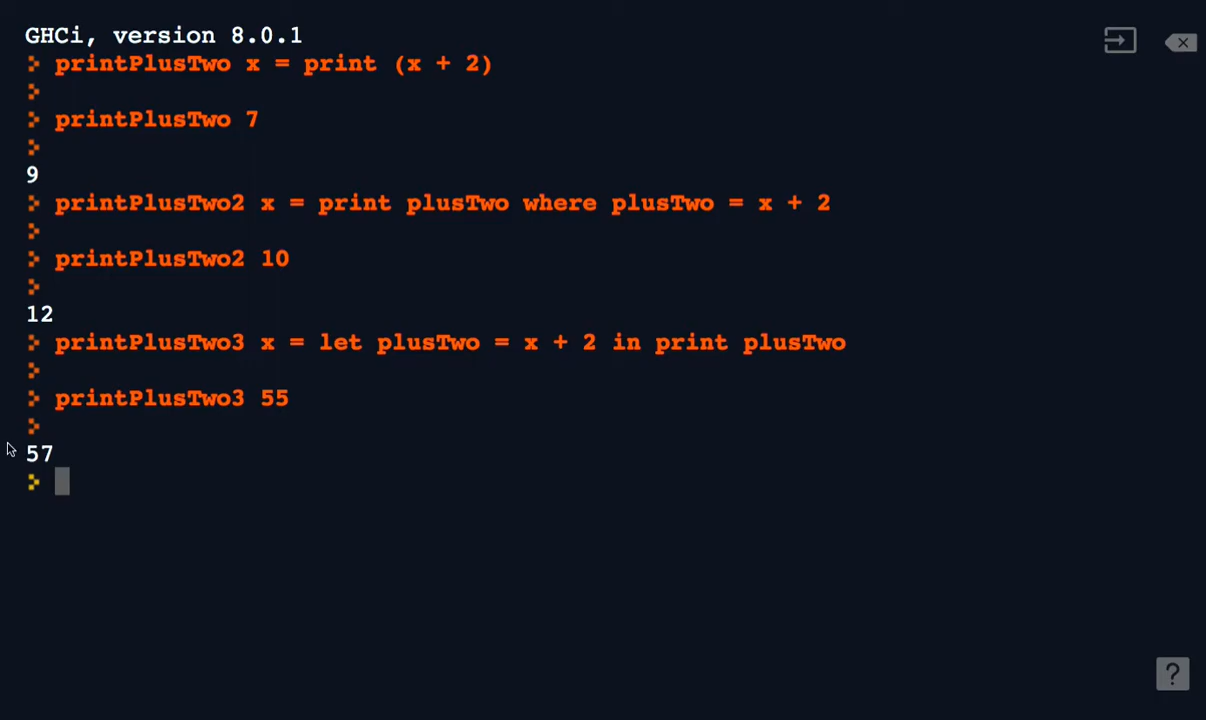 GHCi, version 8.0.1
> printPlusTwo x = print (x + 2)
>
> printPlusTwo 7
>
9
> printPlusTwo2 x = print plusTwo where plusTwo = x + 2
>
> printPlusTwo2 10
>
12
> printPlusTwo3 x = let plusTwo = x + 2 in print plusTwo
>
> printPlusTwo3 55
>
57
>
?